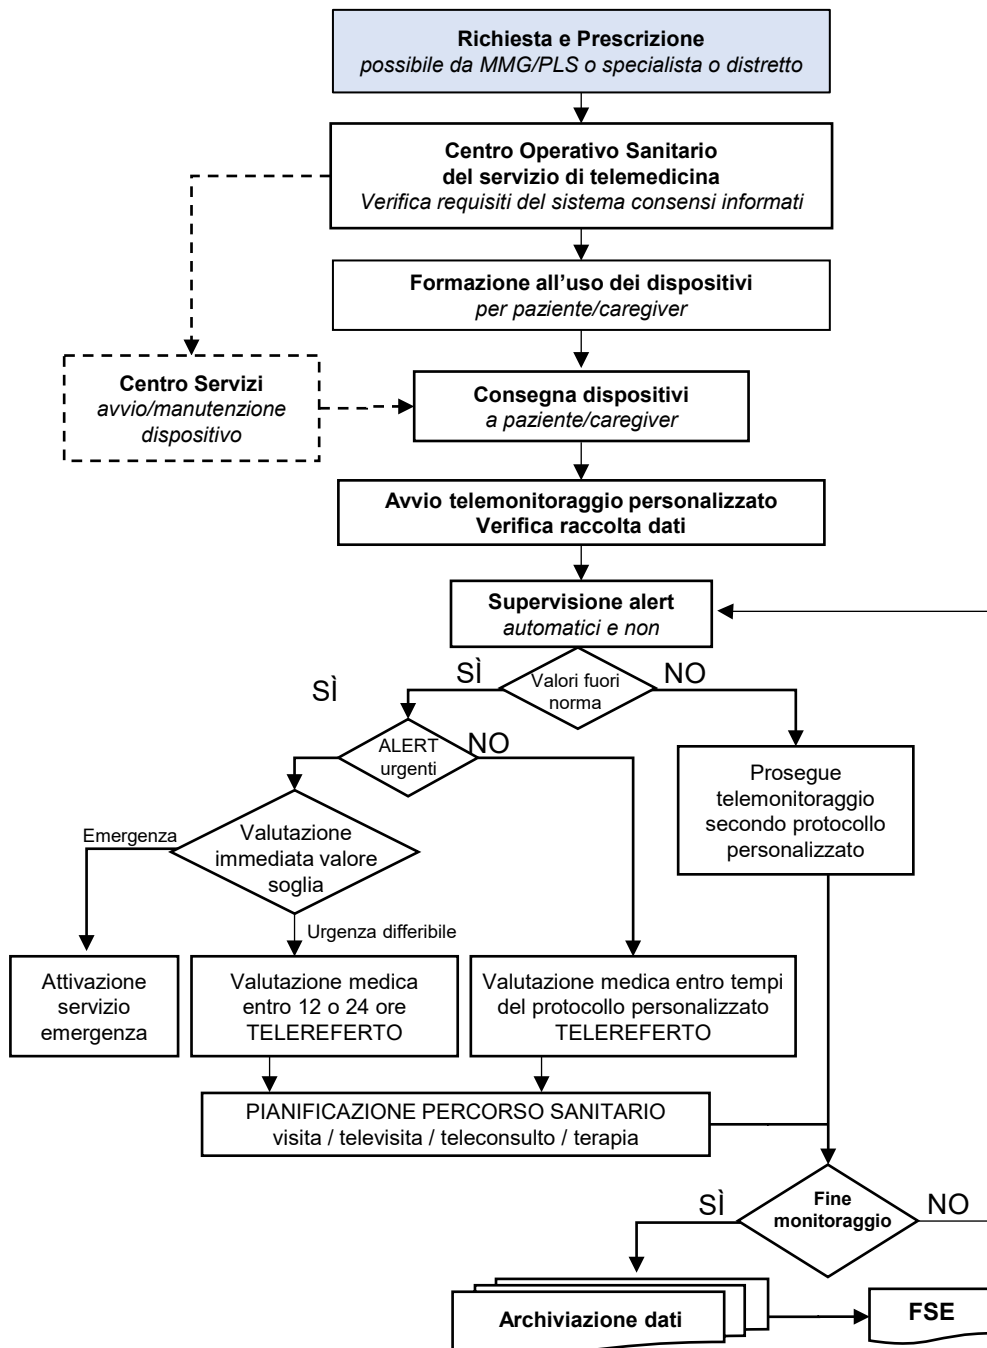 Richiesta e Prescrizione
possibile da MMG/PLS o specialista o distretto
Centro Operativo Sanitario
del servizio di telemedicina
Verifica requisiti del sistema consensi informati
Formazione all'uso dei dispositivi
per paziente/caregiver
Centro Servizi
avvio/manutenzione
dispositivo
Consegna dispositivi
a paziente/caregiver
Avvio telemonitoraggio personalizzato
Verifica raccolta dati
Supervisione alert
automatici e non
Valori fuori
norma
SÌ
NO
SÌ
ALERT
urgenti
NO
Prosegue
telemonitoraggio
secondo protocollo
personalizzato
Emergenza
Valutazione
immediata valore
soglia
Urgenza differibile
Attivazione
servizio
emergenza
Valutazione medica
entro 12 o 24 ore
TELEREFERTO
Valutazione medica entro tempi
del protocollo personalizzato
TELEREFERTO
PIANIFICAZIONE PERCORSO SANITARIO
visita / televisita / teleconsulto / terapia
SÌ
Fine
monitoraggio
NO
Archiviazione dati
FSE